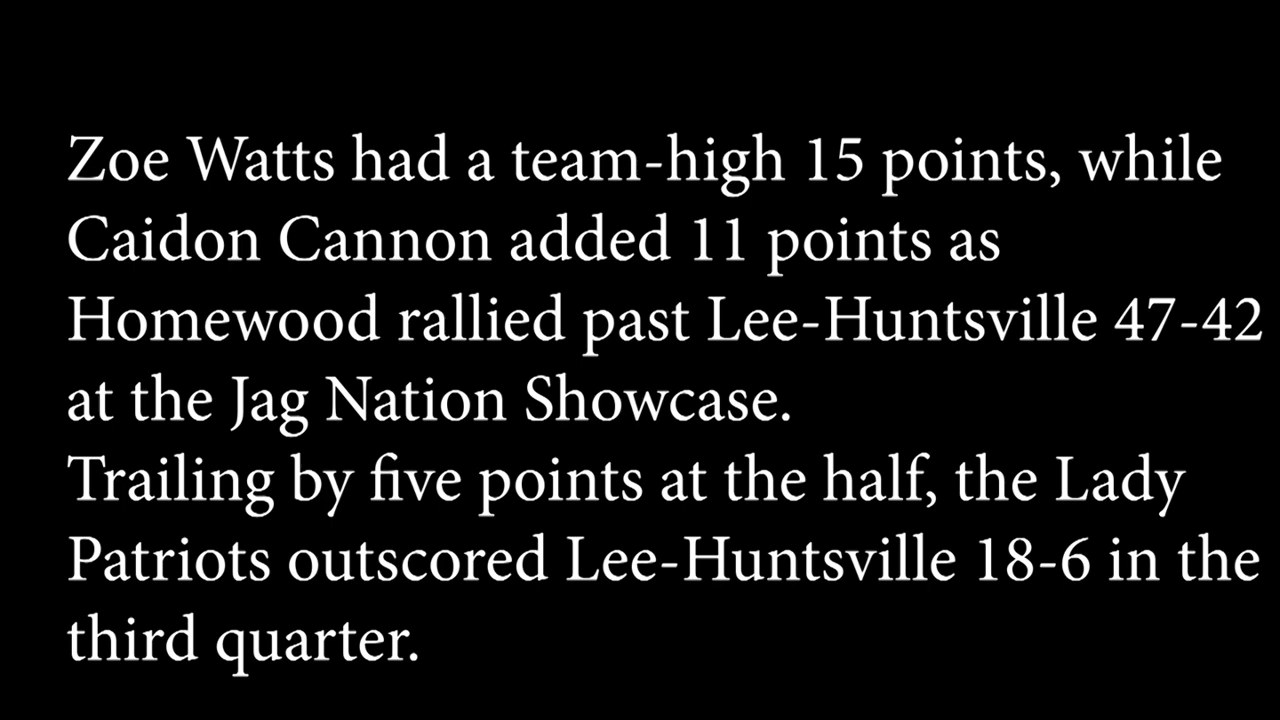 Zoe Watts had a team-high 15 points, while
Caidon Cannon added 11 points as
Homewood rallied past Lee-Huntsville 47-42
at the Jag Nation Showcase.
Trailing by five points at the half, the Lady
Patriots outscored Lee-Huntsville 18-6 in the
third quarter.